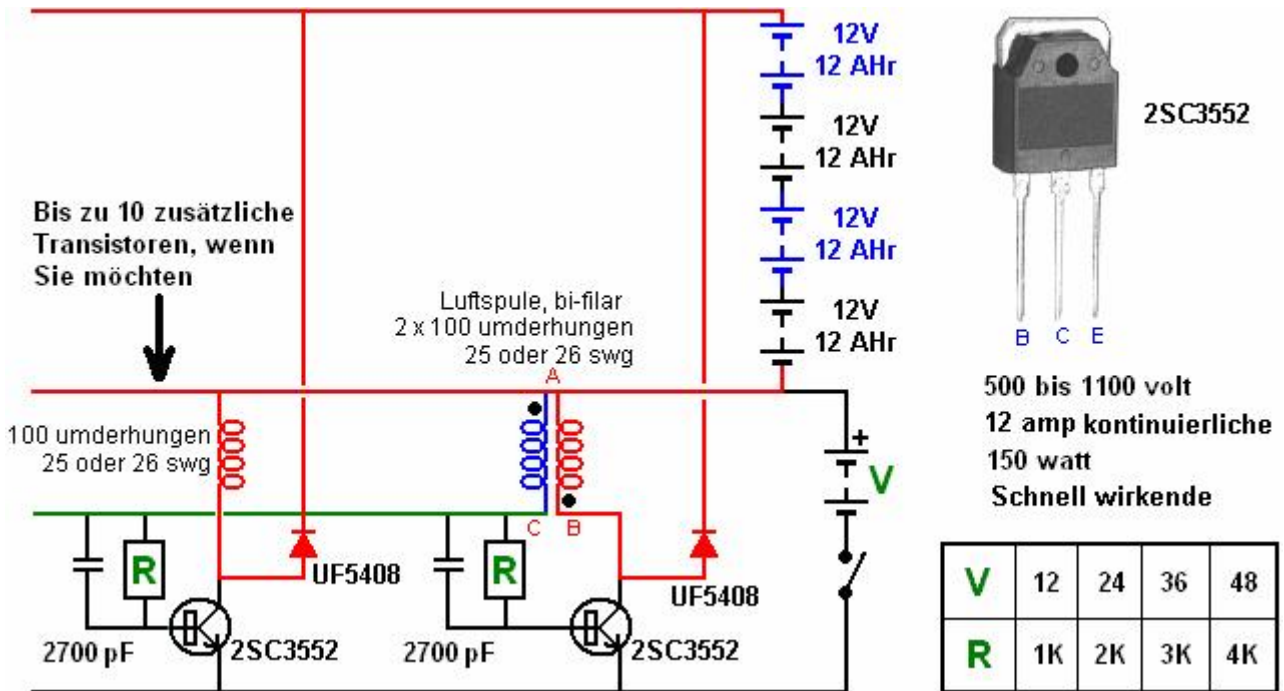 12V
12 AHr
12V
12 AHr
12V
12 AHr
12V
12 AHr
2SC3552
B C E
Bis zu 10 zusätzliche
Transistoren, wenn
Sie möchten
Luftspule, bi-filar
2 x 100 umderhungen
25 oder 26 swg
A
100 umderhungen
25 oder 26 swg
C B
+
V
R
UF5408
2700 pF
2SC3552
R
UF5408
2700 pF
2SC3552
500 bis 1100 volt
12 amp kontinuierliche
150 watt
Schnell wirkende
V 12 24 36 48
R 1K 2K 3K 4K